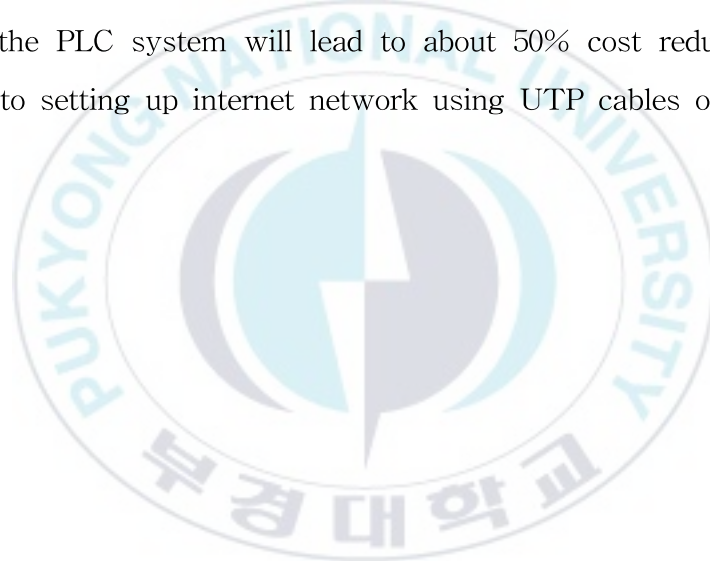 the PLC system will lead to about 50% cost redu
to setting up internet network using UTP cables o
PUKYONG NATIONAL UNIVERSITY
부경대학교